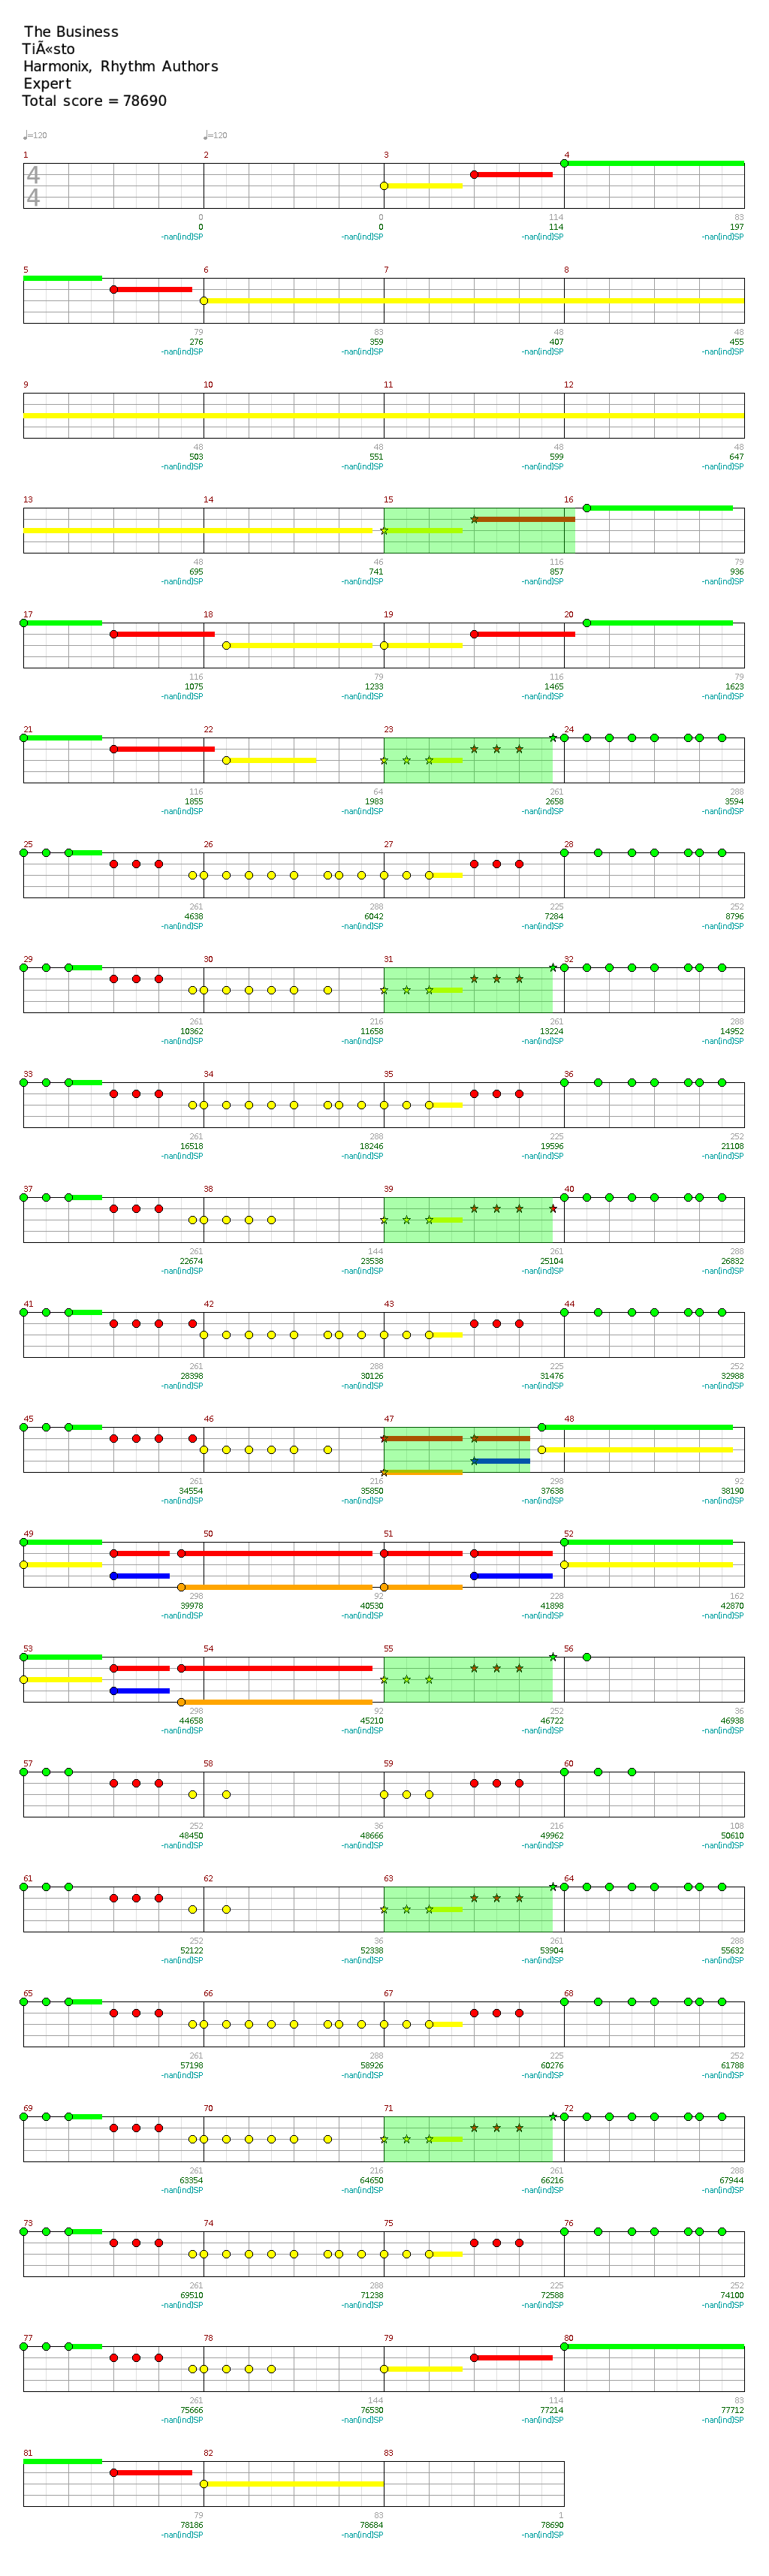 The Business
TiÃ«sto
Harmonix, Rhythm Authors
Expert
Total score = 78690
♩=120 ♩=120
1 2 3 4
4
4
0 0 114 83
0 0 114 197
-nan(ind)SP -nan(ind)SP -nan(ind)SP -nan(ind)SP
5 6 7 8
79 83 48 48
276 359 407 455
-nan(ind)SP -nan(ind)SP -nan(ind)SP -nan(ind)SP
9 10 11 12
48 48 48 48
503 551 599 647
-nan(ind)SP -nan(ind)SP -nan(ind)SP -nan(ind)SP
13 14 15 16
48 46 116 79
695 741 857 936
-nan(ind)SP -nan(ind)SP -nan(ind)SP -nan(ind)SP
17 18 19 20
116 79 116 79
1075 1233 1465 1623
-nan(ind)SP -nan(ind)SP -nan(ind)SP -nan(ind)SP
21 22 23 24
116 64 261 288
1855 1983 2658 3594
-nan(ind)SP -nan(ind)SP -nan(ind)SP -nan(ind)SP
25 26 27 28
261 288 225 252
4638 6042 7284 8796
-nan(ind)SP -nan(ind)SP -nan(ind)SP -nan(ind)SP
29 30 31 32
261 216 261 288
10362 11658 13224 14952
-nan(ind)SP -nan(ind)SP -nan(ind)SP -nan(ind)SP
33 34 35 36
261 288 225 252
16518 18246 19596 21108
-nan(ind)SP -nan(ind)SP -nan(ind)SP -nan(ind)SP
37 38 39 40
261 144 261 288
22674 23538 25104 26832
-nan(ind)SP -nan(ind)SP -nan(ind)SP -nan(ind)SP
41 42 43 44
261 288 225 252
28398 30126 31476 32988
-nan(ind)SP -nan(ind)SP -nan(ind)SP -nan(ind)SP
45 46 47 48
261 216 298 92
34554 35850 37638 38190
-nan(ind)SP -nan(ind)SP -nan(ind)SP -nan(ind)SP
49 50 51 52
298 92 228 162
39978 40530 41898 42870
-nan(ind)SP -nan(ind)SP -nan(ind)SP -nan(ind)SP
53 54 55 56
298 92 252 36
44658 45210 46722 46938
-nan(ind)SP -nan(ind)SP -nan(ind)SP -nan(ind)SP
57 58 59 60
252 36 216 108
48450 48666 49962 50610
-nan(ind)SP -nan(ind)SP -nan(ind)SP -nan(ind)SP
61 62 63 64
252 36 261 288
52122 52338 53904 55632
-nan(ind)SP -nan(ind)SP -nan(ind)SP -nan(ind)SP
65 66 67 68
261 288 225 252
57198 58926 60276 61788
-nan(ind)SP -nan(ind)SP -nan(ind)SP -nan(ind)SP
69 70 71 72
261 216 261 288
63354 64650 66216 67944
-nan(ind)SP -nan(ind)SP -nan(ind)SP -nan(ind)SP
73 74 75 76
261 288 225 252
69510 71238 72588 74100
-nan(ind)SP -nan(ind)SP -nan(ind)SP -nan(ind)SP
77 78 79 80
261 144 114 83
75666 76530 77214 77712
-nan(ind)SP -nan(ind)SP -nan(ind)SP -nan(ind)SP
81 82 83
79 83 1
78186 78684 78690
-nan(ind)SP -nan(ind)SP -nan(ind)SP